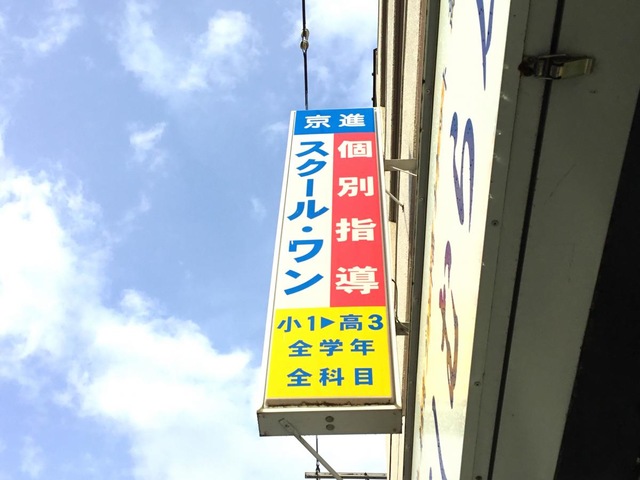 京進
個別指導
スクール・ワン
小1▶高3
全学年
全科目